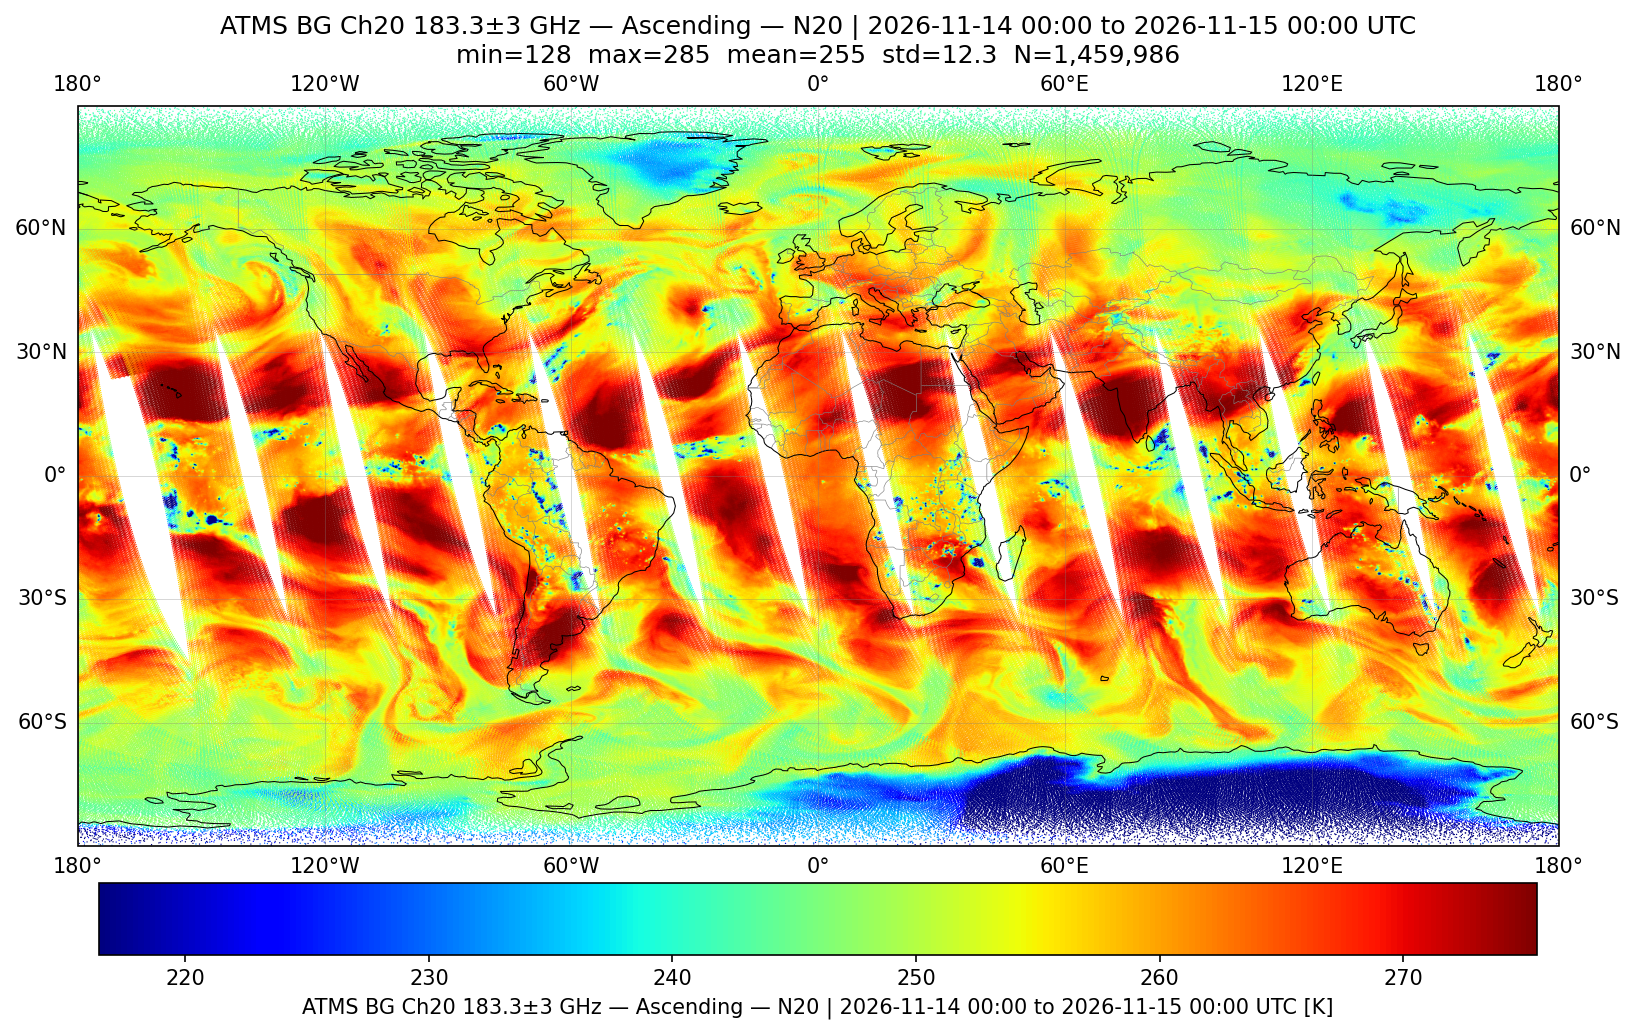 ATMS BG Ch20 183.3±3 GHz — Ascending — N20 | 2026-11-14 00:00 to 2026-11-15 00:00 UTC
min=128 max=285 mean=255 std=12.3 N=1,459,986
180° 120°W 60°W 0° 60°E 120°E 180°
60°N 60°N
30°N 30°N
0° 0°
30°S 30°S
60°S 60°S
180° 120°W 60°W 0° 60°E 120°E 180°
220 230 240 250 260 270
ATMS BG Ch20 183.3±3 GHz — Ascending — N20 | 2026-11-14 00:00 to 2026-11-15 00:00 UTC [K]